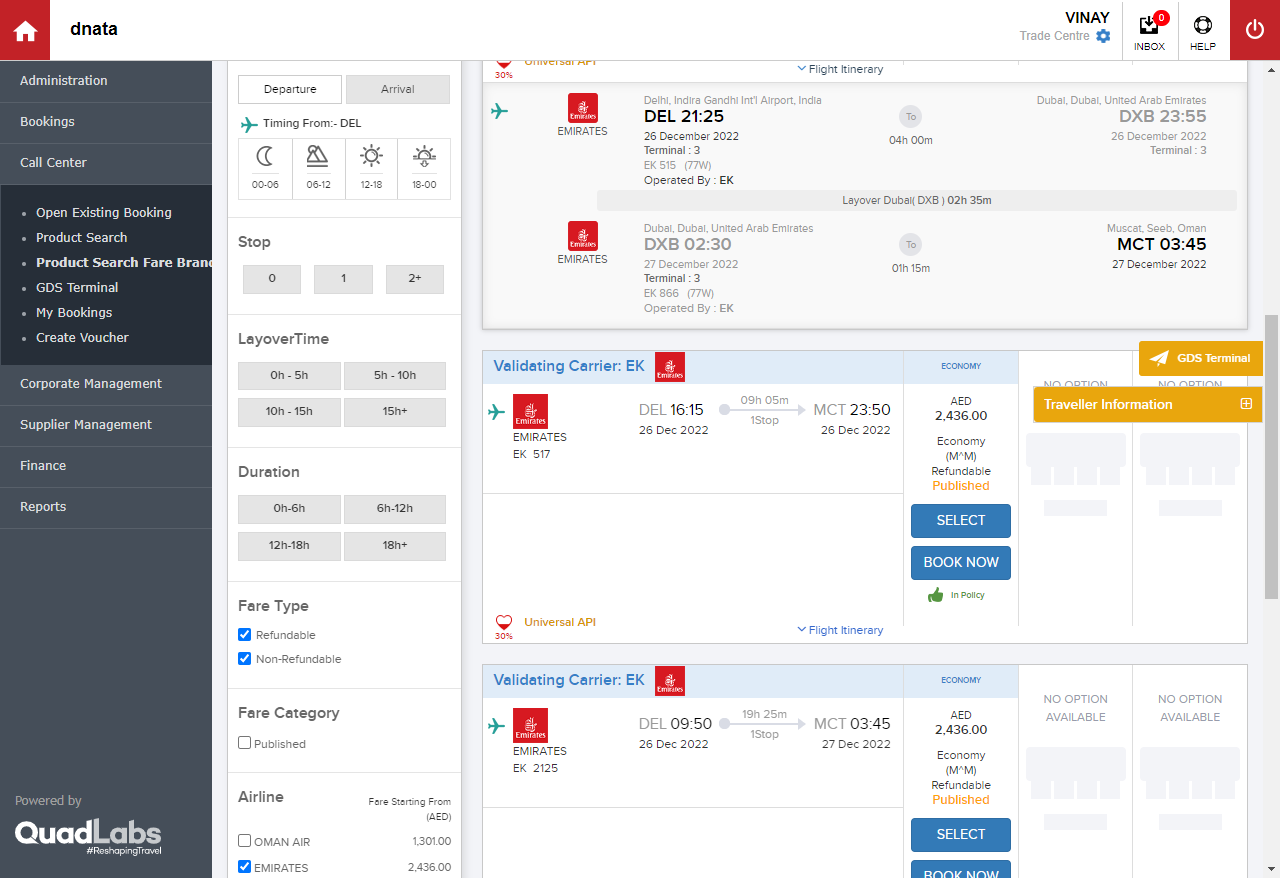 dnata
VINAY
Trade Centre
0
INBOX
HELP
Administration
Bookings
Call Center
Open Existing Booking
Product Search
Product Search Fare Brand
GDS Terminal
My Bookings
Create Voucher
Corporate Management
Supplier Management
Finance
Reports
Powered by
QuadLabs
#ReshapingTravel
Departure
Arrival
Timing From:- DEL
00-06
06-12
12-18
18-00
Stop
0
1
2+
LayoverTime
0h - 5h
5h - 10h
10h - 15h
15h+
Duration
0h-6h
6h-12h
12h-18h
18h+
Fare Type
Refundable
Non-Refundable
Fare Category
Published
Airline
Fare Starting From
(AED)
OMAN AIR
1,301.00
EMIRATES
2,436.00
30%
Universal API
Flight Itinerary
Emirates
EMIRATES
Delhi, Indira Gandhi Int'l Airport, India
DEL 21:25
26 December 2022
Terminal : 3
EK 515 (77W)
Operated By : EK
To
04h 00m
Dubai, Dubai, United Arab Emirates
DXB 23:55
26 December 2022
Terminal : 3
Layover Dubai( DXB ) 02h 35m
Emirates
EMIRATES
Dubai, Dubai, United Arab Emirates
DXB 02:30
27 December 2022
Terminal : 3
EK 866 (77W)
Operated By : EK
To
01h 15m
Muscat, Seeb, Oman
MCT 03:45
27 December 2022
Validating Carrier: EK
Emirates
ECONOMY
Emirates
EMIRATES
EK 517
DEL 16:15
26 Dec 2022
09h 05m
1Stop
MCT 23:50
26 Dec 2022
AED
2,436.00
Economy
(M^M)
Refundable
Published
SELECT
BOOK NOW
In Policy
30%
Universal API
Flight Itinerary
GDS Terminal
NO OPTION
NO OPTION
Traveller Information
Validating Carrier: EK
Emirates
ECONOMY
Emirates
EMIRATES
EK 2125
DEL 09:50
26 Dec 2022
19h 25m
1Stop
MCT 03:45
27 Dec 2022
AED
2,436.00
Economy
(M^M)
Refundable
Published
SELECT
BOOK NOW
NO OPTION
AVAILABLE
NO OPTION
AVAILABLE